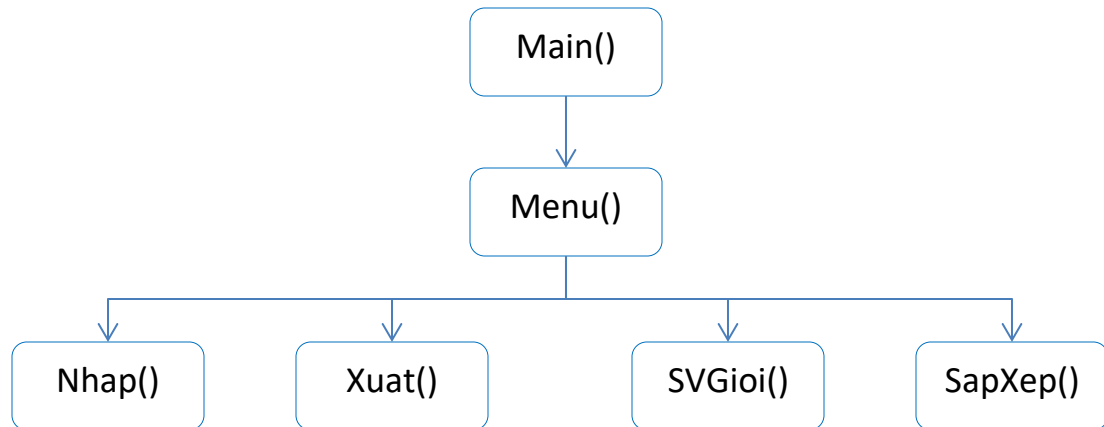 Main()
Menu()
Nhap()
Xuat()
SVGioi()
SapXep()